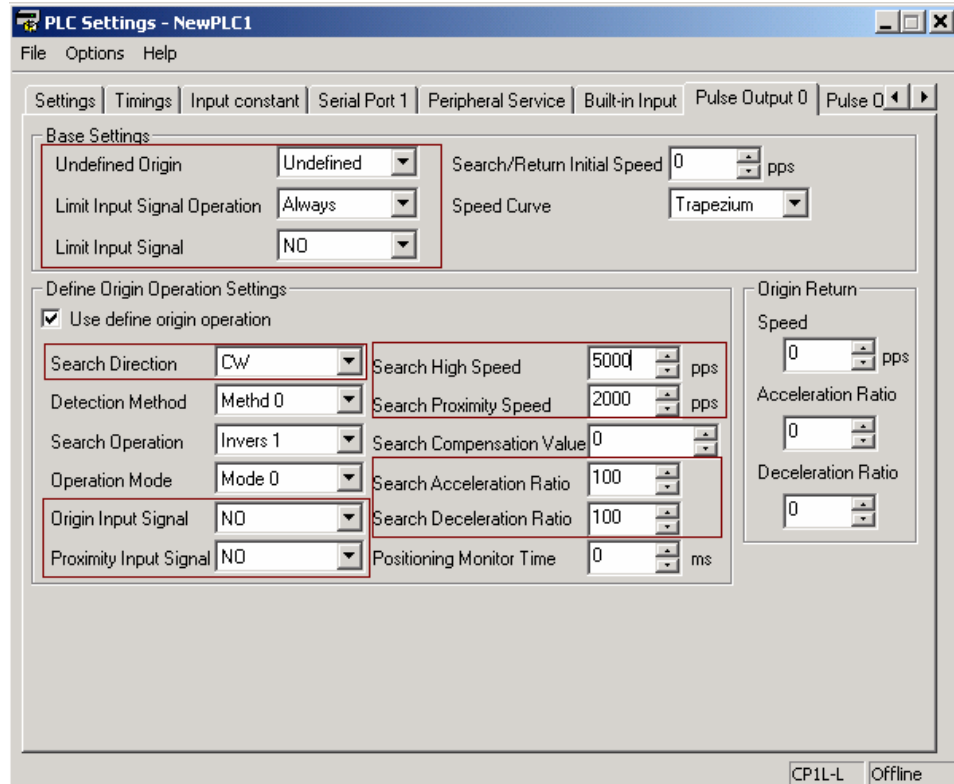 PLC Settings - NewPLC1
File Options Help
Settings Timings Input constant Serial Port 1 Peripheral Service Built-in Input Pulse Output 0 Pulse O
Base Settings
Undefined Origin Undefined Search/Return Initial Speed 0 pps
Limit Input Signal Operation Always Speed Curve Trapezium
Limit Input Signal NO
Define Origin Operation Settings
Use define origin operation
Search Direction CW Search High Speed 5000 pps
Detection Method Methd 0 Search Proximity Speed 2000 pps
Search Operation Invers 1 Search Compensation Value 0
Operation Mode Mode 0 Search Acceleration Ratio 100
Origin Input Signal NO Search Deceleration Ratio 100
Proximity Input Signal NO Positioning Monitor Time 0 ms
Origin Return
Speed
0 pps
Acceleration Ratio
0
Deceleration Ratio
0
CP1L-L Offline